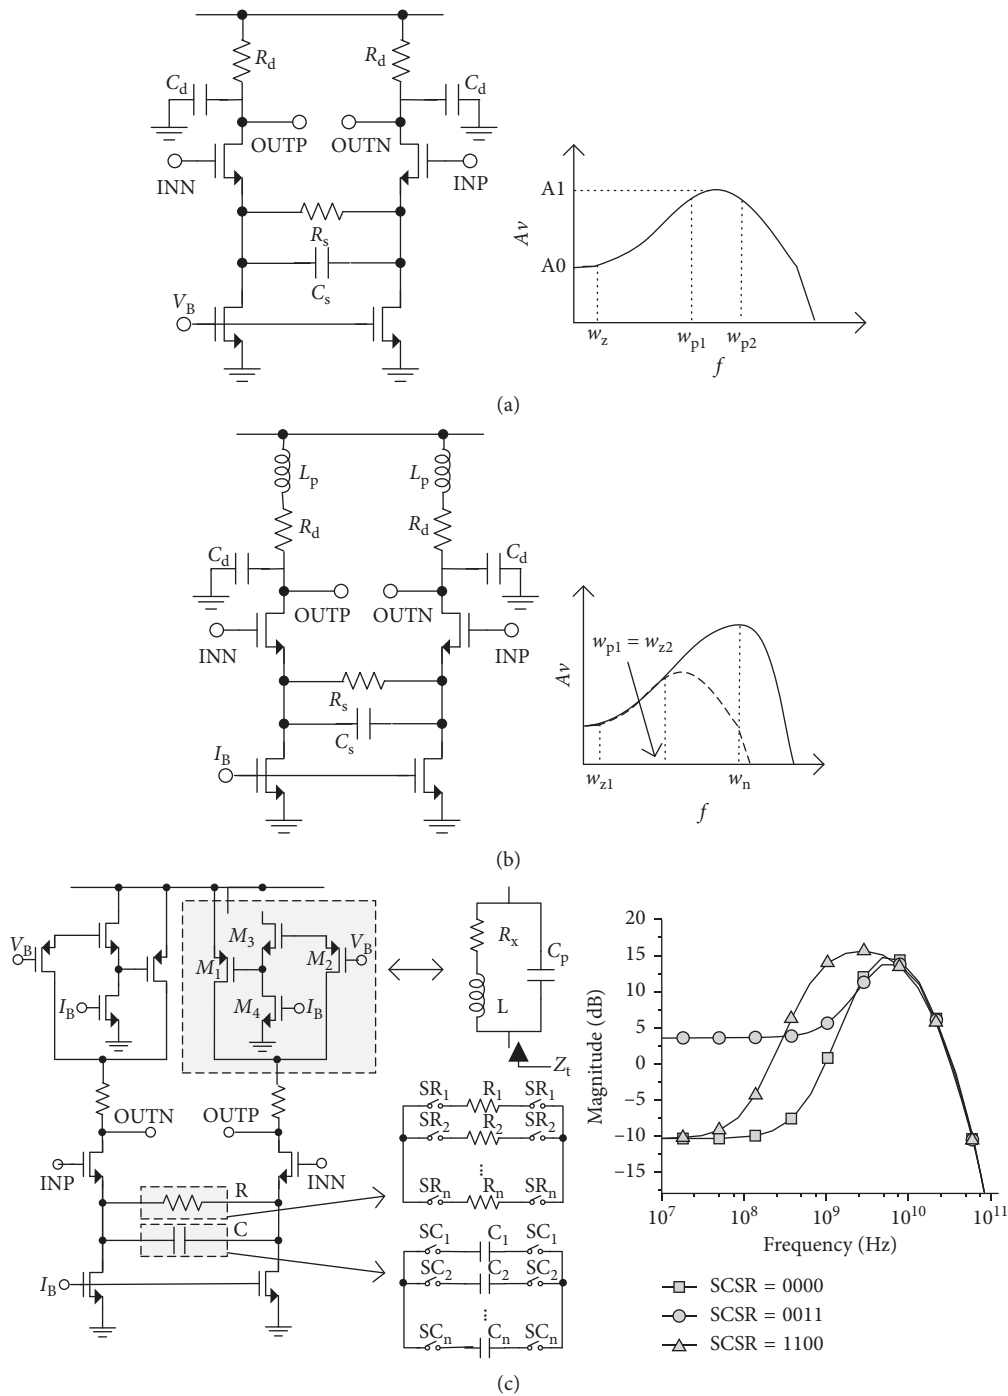 R_d R_d
C_d C_d
OUTP OUTN
INN INP
R_s
C_s
V_B
A1
Av
A0
w_z w_p1 w_p2
f
(a)
L_p L_p
R_d R_d
C_d C_d
OUTP OUTN
INN INP
R_s
C_s
I_B
w_p1 = w_z2
Av
w_z1 w_n
f
(b)
V_B M_3 M_1 M_2 V_B
I_B M_4 I_B
R_x C_p
L
Z_t
OUTN OUTP
INP INN
R
C
I_B
SR_1 R_1 SR_1
SR_2 R_2 SR_2
...
SR_n R_n SR_n
SC_1 C_1 SC_1
SC_2 C_2 SC_2
...
SC_n C_n SC_n
Magnitude (dB)
20
15
10
5
0
−5
−10
−15
10^7 10^8 10^9 10^10 10^11
Frequency (Hz)
SCSR = 0000
SCSR = 0011
SCSR = 1100
(c)